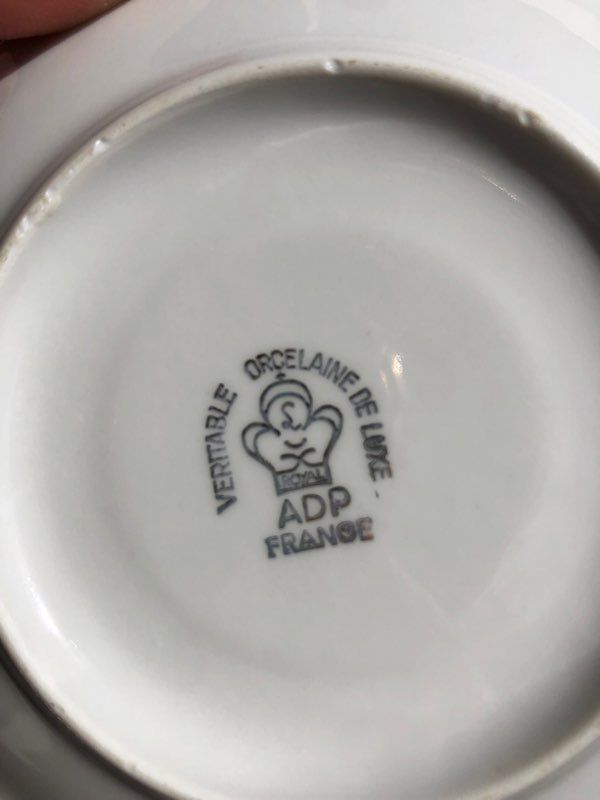 VERITABLE ORCELAINE DE LUXE
ROYAL
ADP
FRANCE